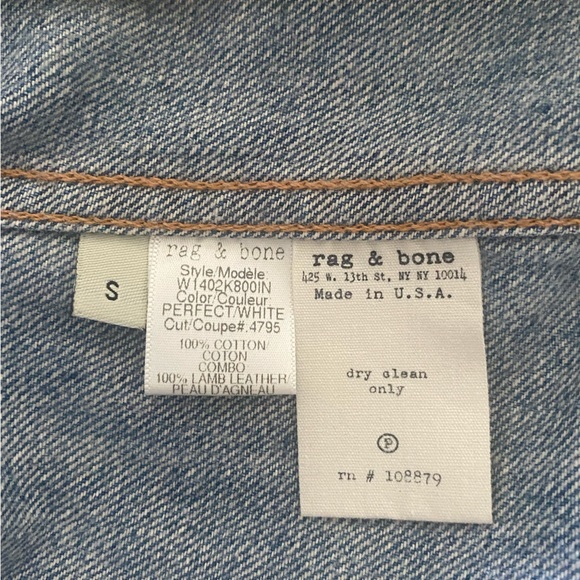 S
rag & bone
Style/Modèle:
W1402K800IN
Color/Couleur
PERFECT/WHITE
Cut/Coupe#.4795
100% COTTON/
COTON
COMBO
100% LAMB LEATHER/
PEAU D'AGNEAU
rag & bone
425 W. 13th St, NY NY 10014
Made in U.S.A.
dry clean
only
P
rn # 108879